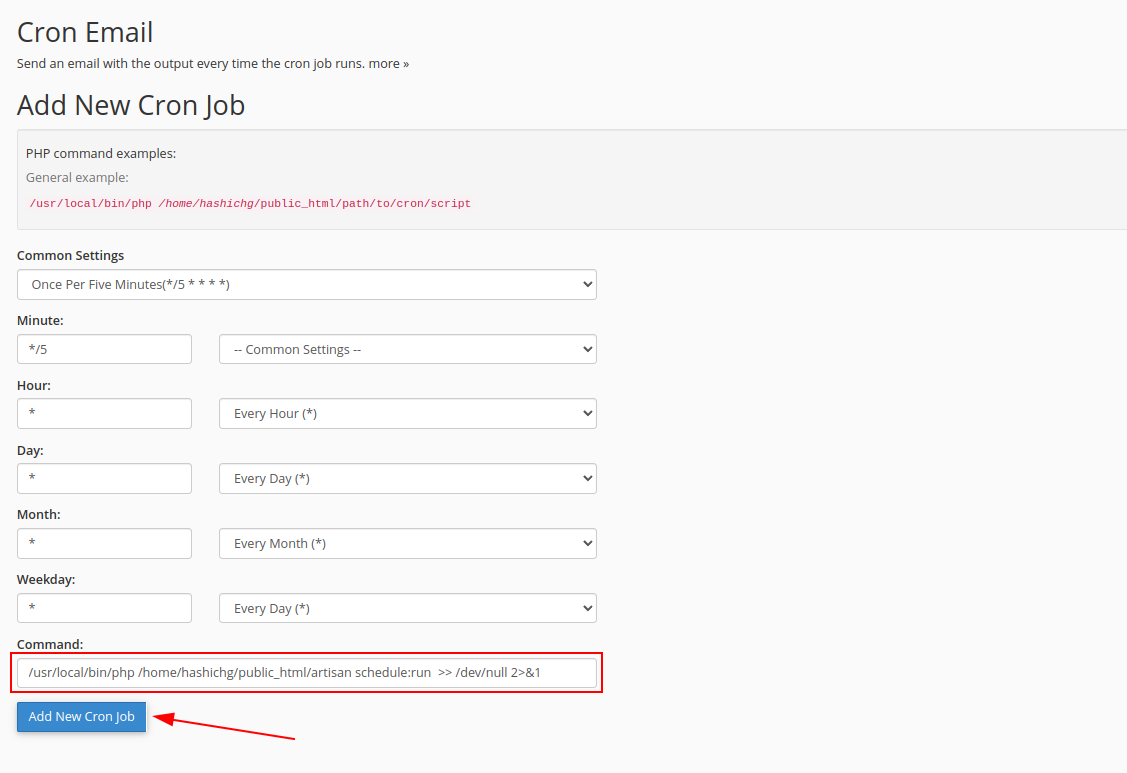 Cron Email
Send an email with the output every time the cron job runs. more »
Add New Cron Job
PHP command examples:
General example:
/usr/local/bin/php /home/hashichg/public_html/path/to/cron/script
Common Settings
Once Per Five Minutes(*/5 * * * *)
Minute:
*/5 -- Common Settings --
Hour:
* Every Hour (*)
Day:
* Every Day (*)
Month:
* Every Month (*)
Weekday:
* Every Day (*)
Command:
/usr/local/bin/php /home/hashichg/public_html/artisan schedule:run  >> /dev/null 2>&1
Add New Cron Job